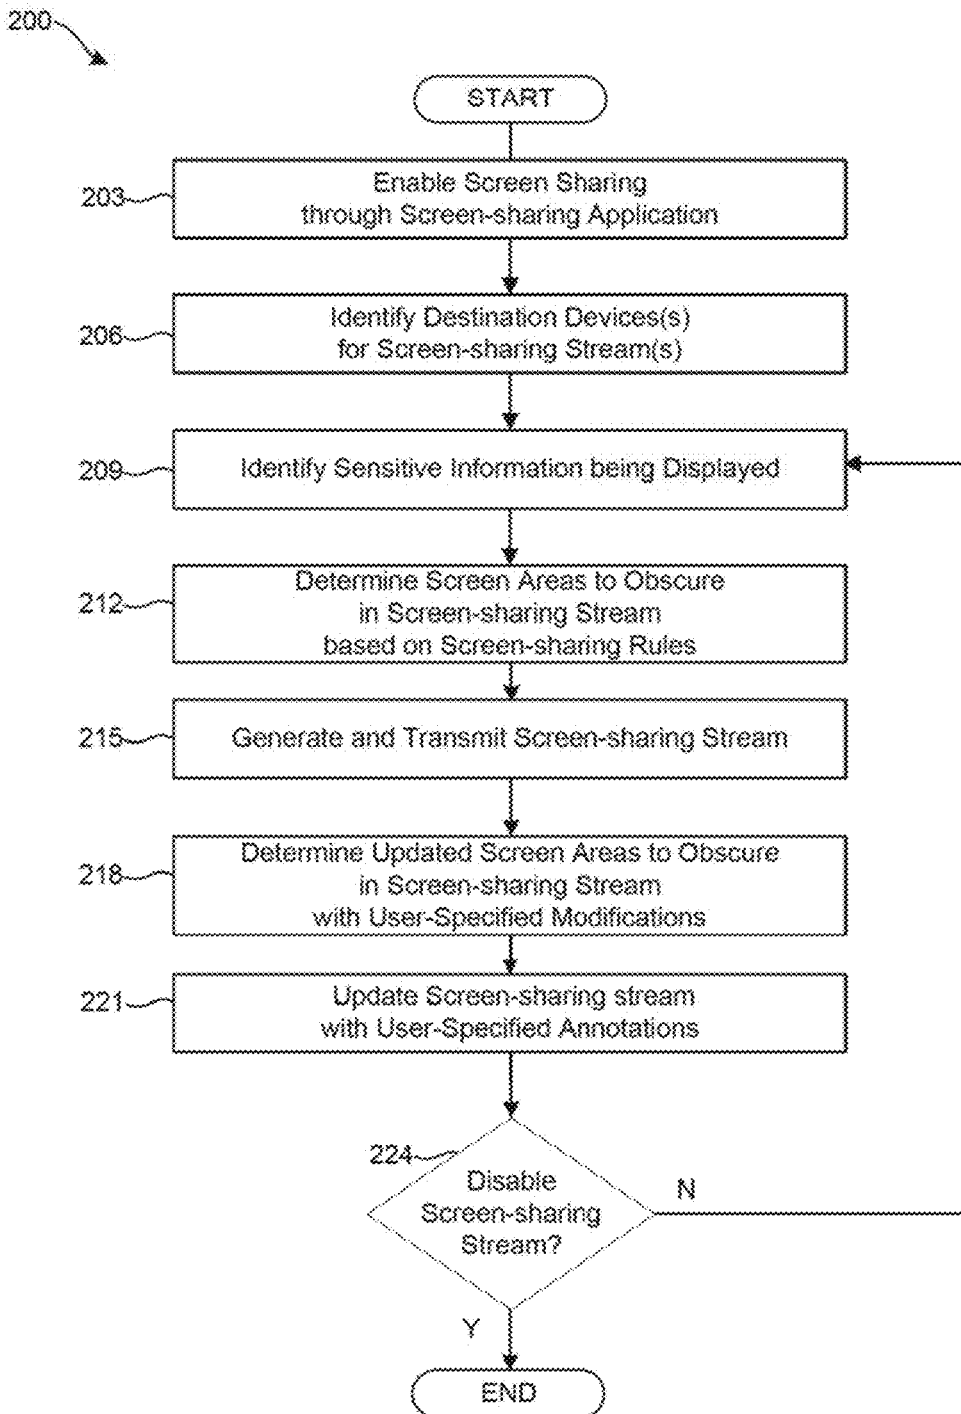 200
START
203
Enable Screen Sharing
through Screen-sharing Application
206
Identify Destination Devices(s)
for Screen-sharing Stream(s)
209
Identify Sensitive Information being Displayed
212
Determine Screen Areas to Obscure
in Screen-sharing Stream
based on Screen-sharing Rules
215
Generate and Transmit Screen-sharing Stream
218
Determine Updated Screen Areas to Obscure
in Screen-sharing Stream
with User-Specified Modifications
221
Update Screen-sharing stream
with User-Specified Annotations
224
Disable
Screen-sharing
Stream?
N
Y
END